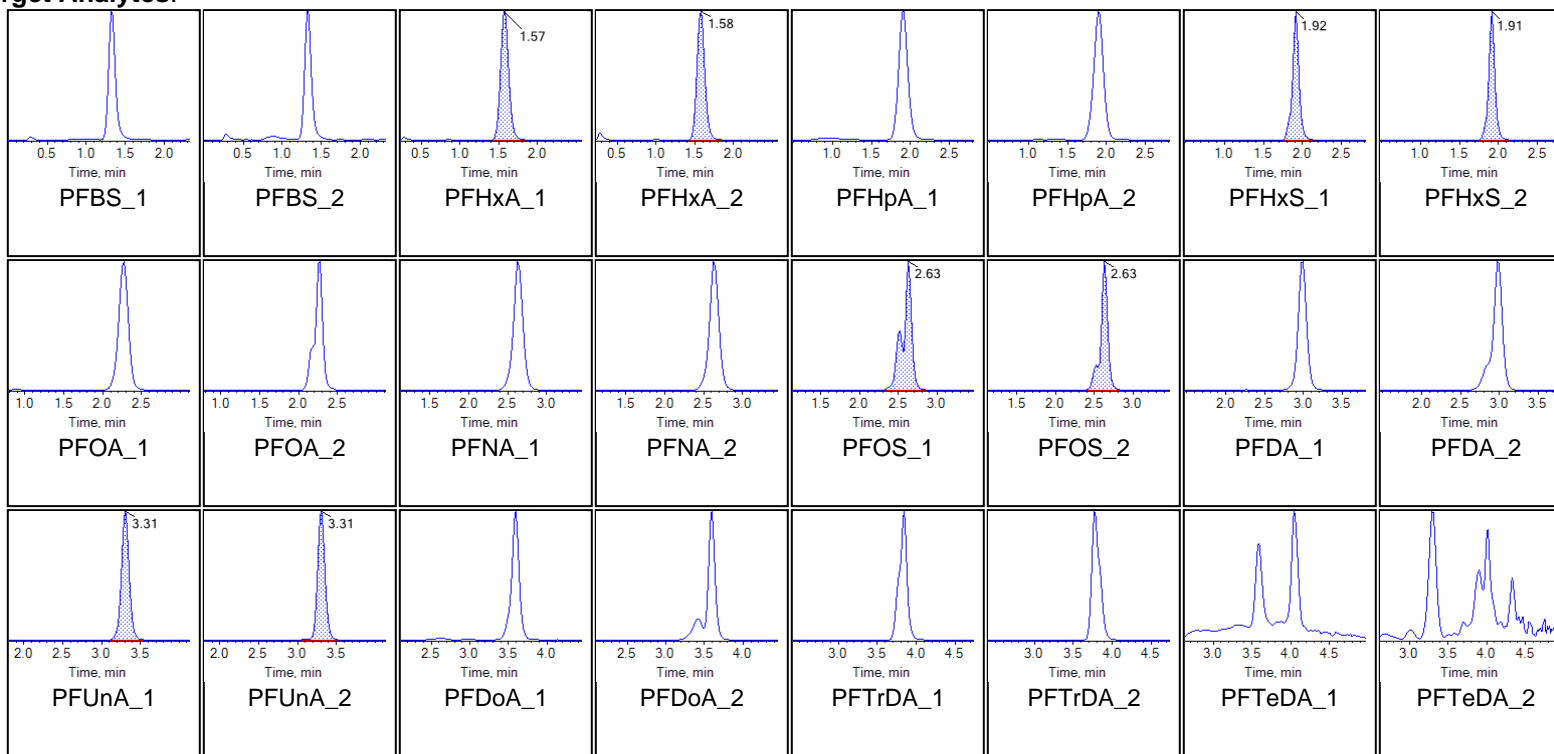 rget Analytes:
1.57 1.58 1.92 1.91
0.5 1.0 1.5 2.0 0.5 1.0 1.5 2.0 0.5 1.0 1.5 2.0 0.5 1.0 1.5 2.0 1.0 1.5 2.0 2.5 1.0 1.5 2.0 2.5 1.0 1.5 2.0 2.5 1.0 1.5 2.0 2.5
Time, min Time, min Time, min Time, min Time, min Time, min Time, min Time, min
PFBS_1 PFBS_2 PFHxA_1 PFHxA_2 PFHpA_1 PFHpA_2 PFHxS_1 PFHxS_2
2.63 2.63
1.0 1.5 2.0 2.5 1.0 1.5 2.0 2.5 1.5 2.0 2.5 3.0 1.5 2.0 2.5 3.0 1.5 2.0 2.5 3.0 1.5 2.0 2.5 3.0 2.0 2.5 3.0 3.5 2.0 2.5 3.0 3.5
Time, min Time, min Time, min Time, min Time, min Time, min Time, min Time, min
PFOA_1 PFOA_2 PFNA_1 PFNA_2 PFOS_1 PFOS_2 PFDA_1 PFDA_2
3.31 3.31
2.0 2.5 3.0 3.5 2.0 2.5 3.0 3.5 2.5 3.0 3.5 4.0 2.5 3.0 3.5 4.0 3.0 3.5 4.0 4.5 3.0 3.5 4.0 4.5 3.0 3.5 4.0 4.5 3.0 3.5 4.0 4.5
Time, min Time, min Time, min Time, min Time, min Time, min Time, min Time, min
PFUnA_1 PFUnA_2 PFDoA_1 PFDoA_2 PFTrDA_1 PFTrDA_2 PFTeDA_1 PFTeDA_2